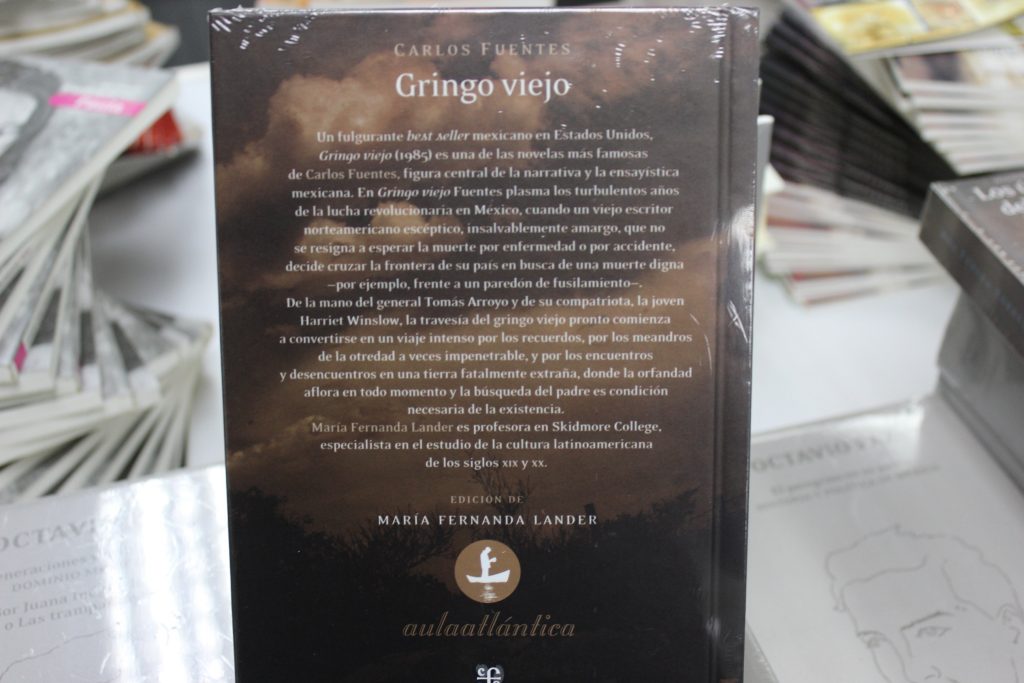 CARLOS FUENTES
Gringo viejo
Un fulgurante best seller mexicano en Estados Unidos,
Gringo viejo (1985) es una de las novelas más famosas
de Carlos Fuentes, figura central de la narrativa y la ensayística
mexicana. En Gringo viejo Fuentes plasma los turbulentos años
de la lucha revolucionaria en México, cuando un viejo escritor
norteamericano escéptico, insalvablemente amargo, que no
se resigna a esperar la muerte por enfermedad o por accidente,
decide cruzar la frontera de su país en busca de una muerte digna
—por ejemplo, frente a un paredón de fusilamiento—.
De la mano del general Tomás Arroyo y de su compatriota, la joven
Harriet Winslow, la travesía del gringo viejo pronto comienza
a convertirse en un viaje intenso por los recuerdos, por los meandros
de la otredad a veces impenetrable, y por los encuentros
y desencuentros en una tierra fatalmente extraña, donde la orfandad
aflora en todo momento y la búsqueda del padre es condición
necesaria de la existencia.
María Fernanda Lander es profesora en Skidmore College,
especialista en el estudio de la cultura latinoamericana
de los siglos XIX y XX.
EDICIÓN DE
MARÍA FERNANDA LANDER
aulaatlántica
OCTAVIO
o Las
OCTAVIO
Los